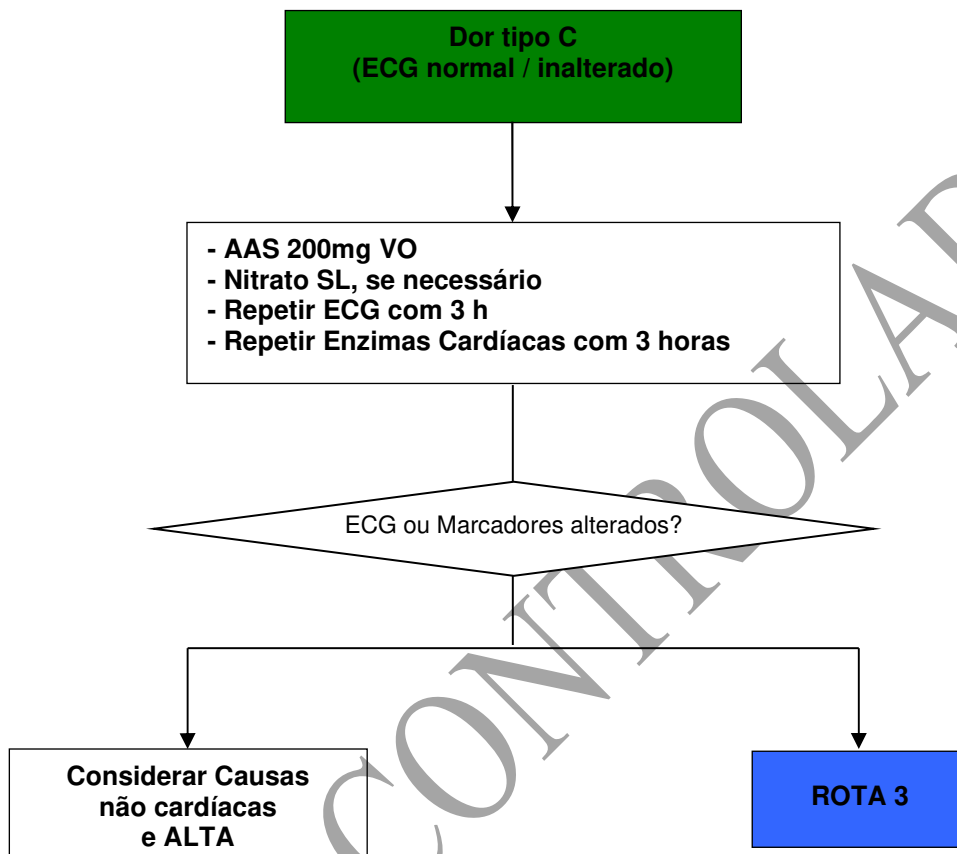 Dor tipo C
(ECG normal / inalterado)
- AAS 200mg VO
- Nitrato SL, se necessário
- Repetir ECG com 3 h
- Repetir Enzimas Cardíacas com 3 horas
ECG ou Marcadores alterados?
Considerar Causas
não cardíacas
e ALTA
ROTA 3
CONTROLAD